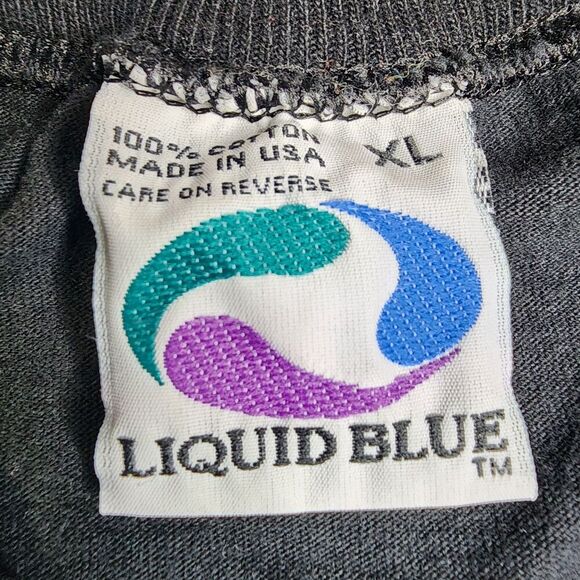 100% COTTON
MADE IN USA
CARE ON REVERSE
XL
LIQUID BLUE
TM